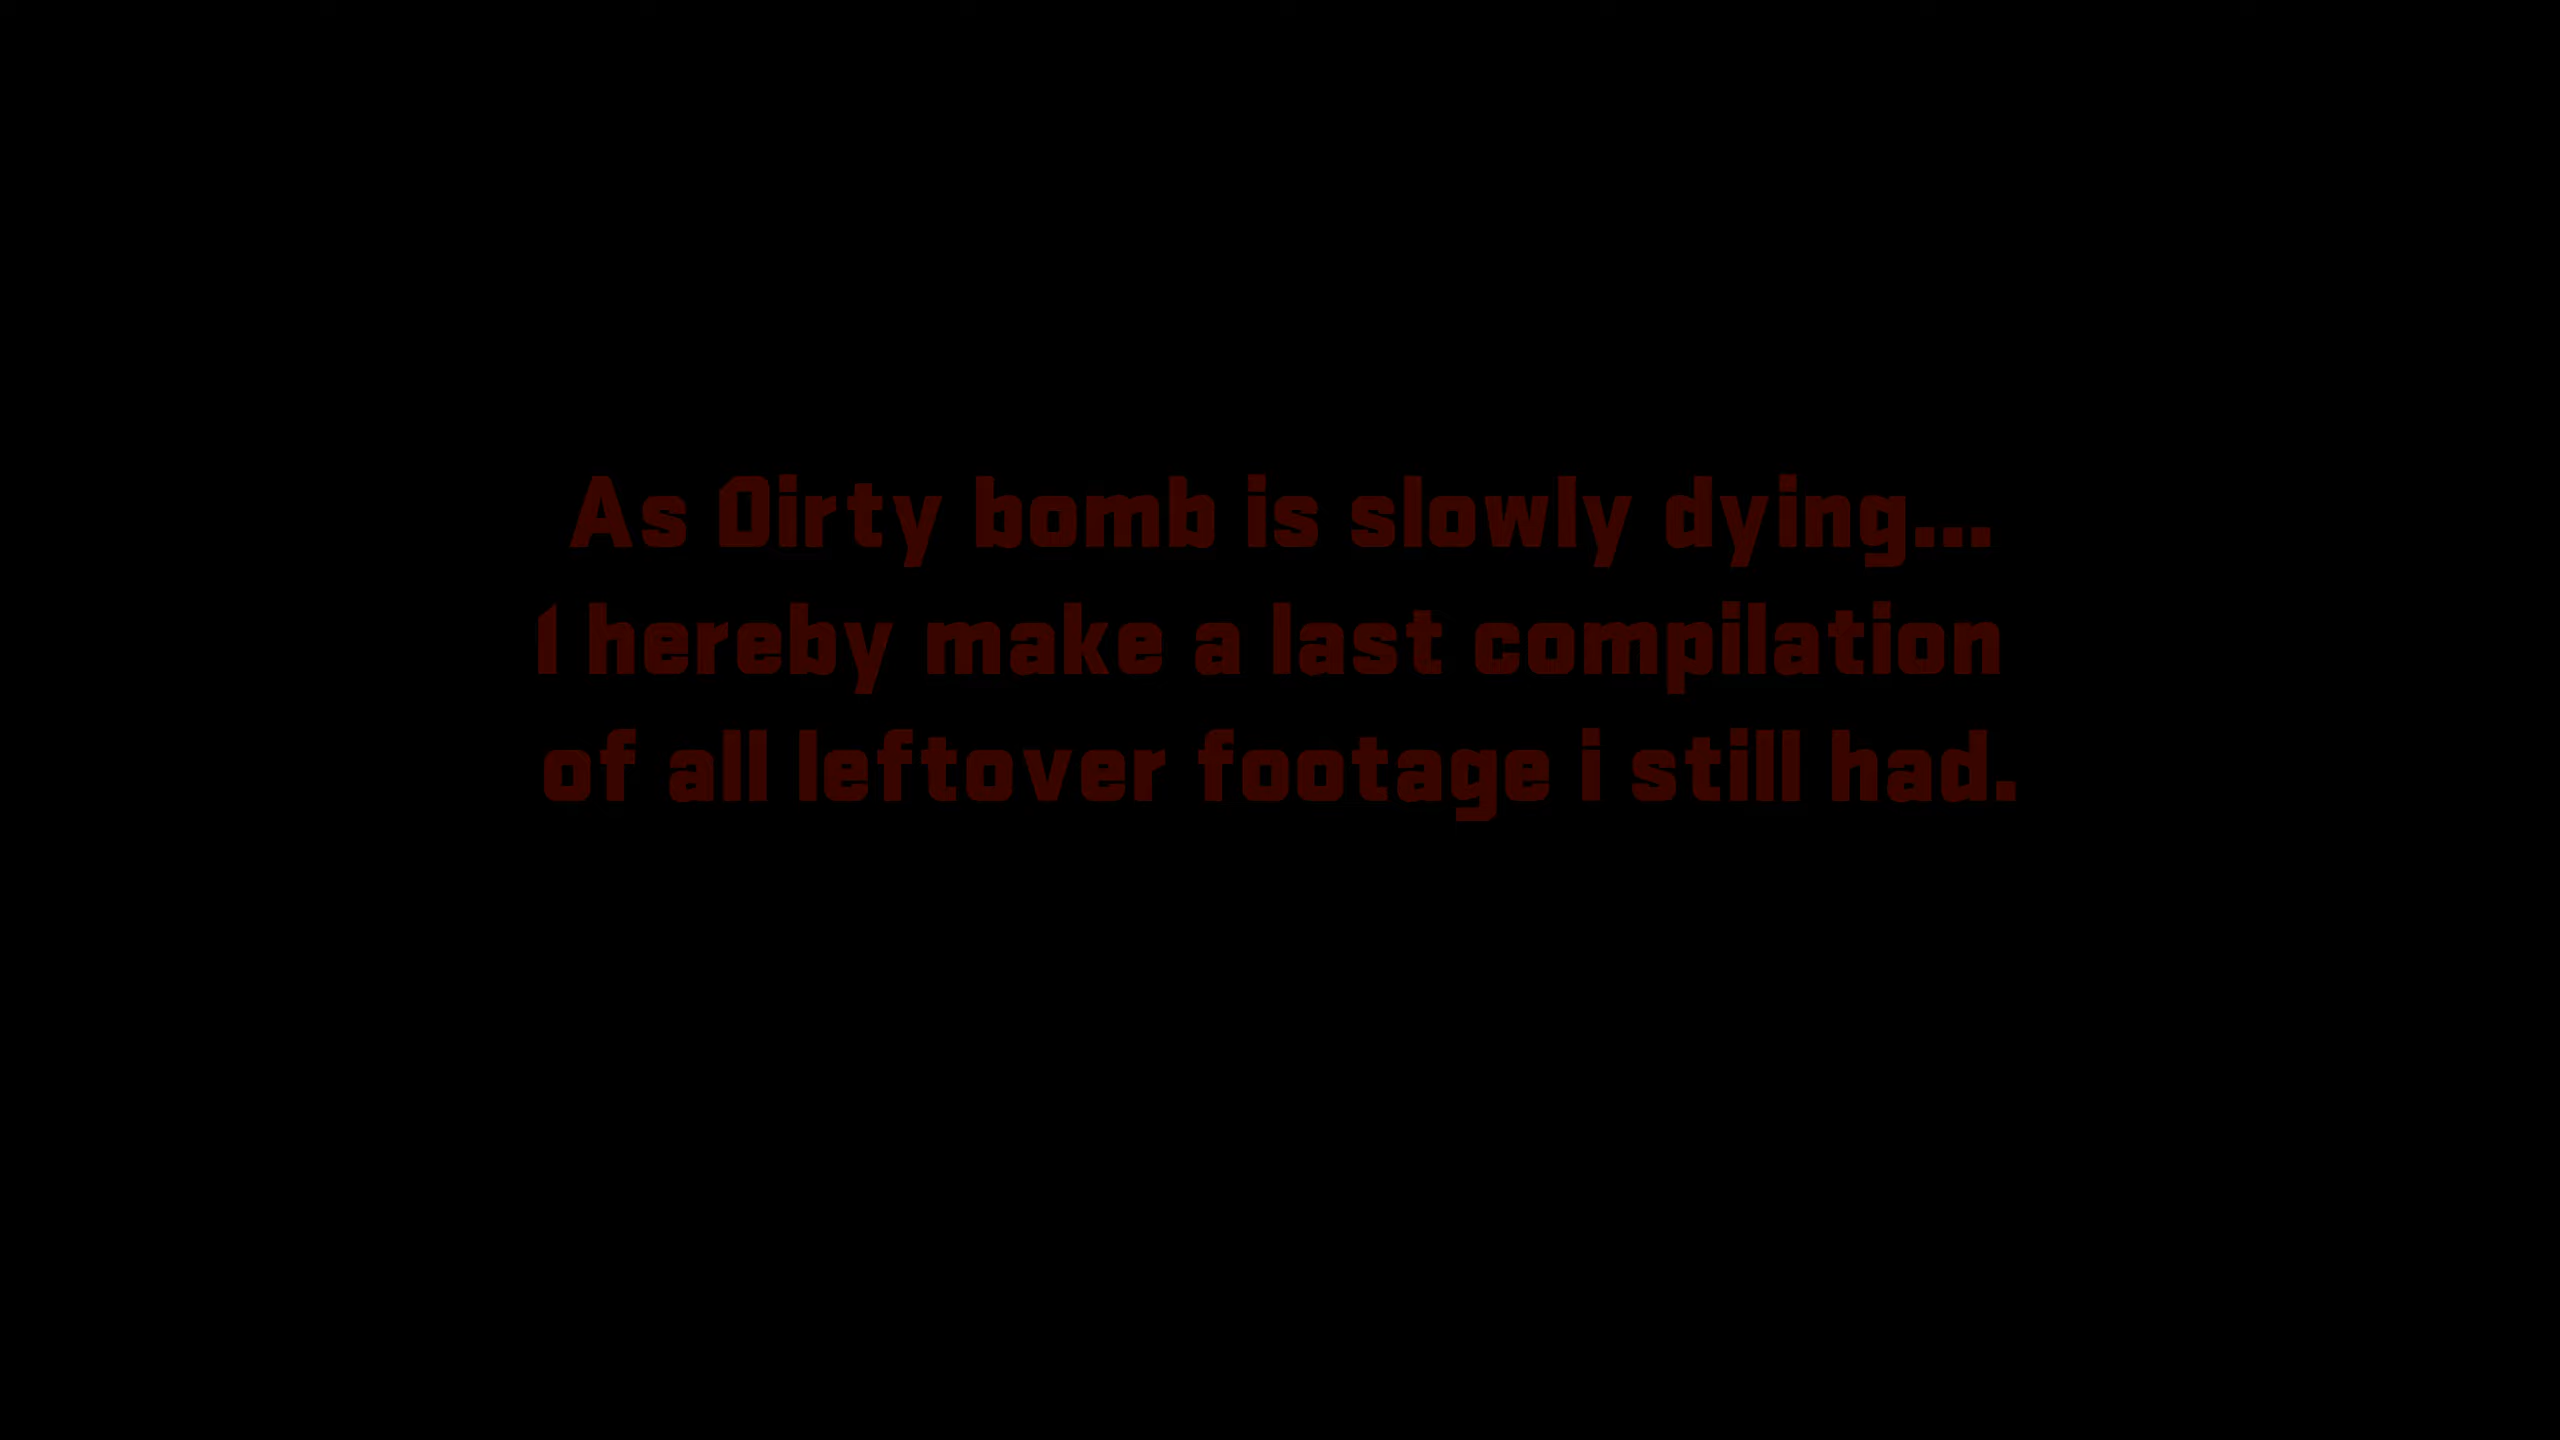 As Dirty bomb is slowly dying...
I hereby make a last compilation
of all leftover footage i still had.